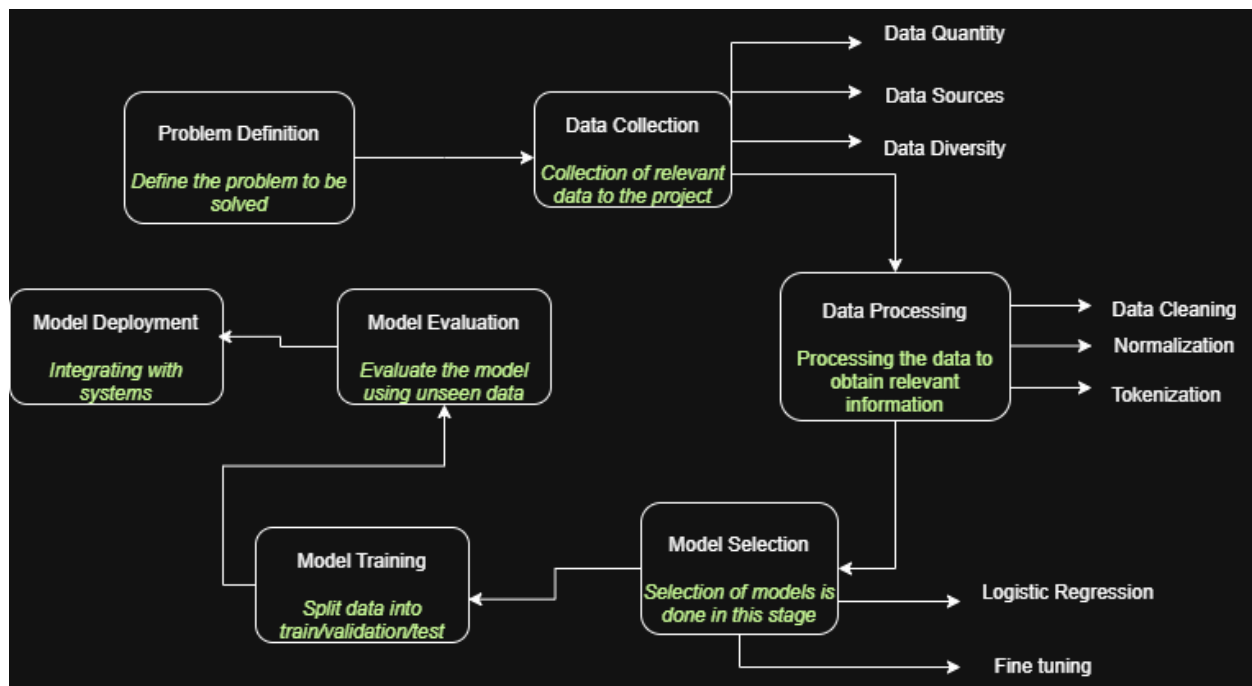 Problem Definition
Define the problem to be
solved
Data Collection
Collection of relevant
data to the project
Data Quantity
Data Sources
Data Diversity
Data Processing
Processing the data to
obtain relevant
information
Data Cleaning
Normalization
Tokenization
Model Selection
Selection of models is
done in this stage
Logistic Regression
Fine tuning
Model Training
Split data into
train/validation/test
Model Evaluation
Evaluate the model
using unseen data
Model Deployment
Integrating with
systems